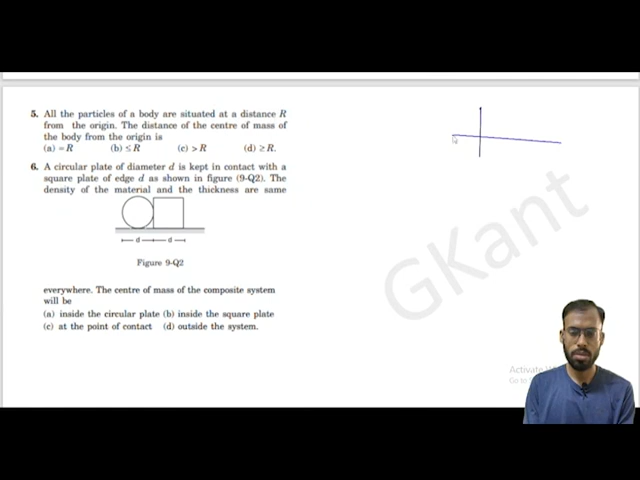 5. All the particles of a body are situated at a distance R
from the origin. The distance of the centre of mass of
the body from the origin is
(a) = R (b) ≤ R (c) > R (d) ≥ R.
6. A circular plate of diameter d is kept in contact with a
square plate of edge d as shown in figure (9-Q2). The
density of the material and the thickness are same
d d
Figure 9-Q2
everywhere. The centre of mass of the composite system
will be
(a) inside the circular plate (b) inside the square plate
(c) at the point of contact (d) outside the system.
GKant
Activate
Go to